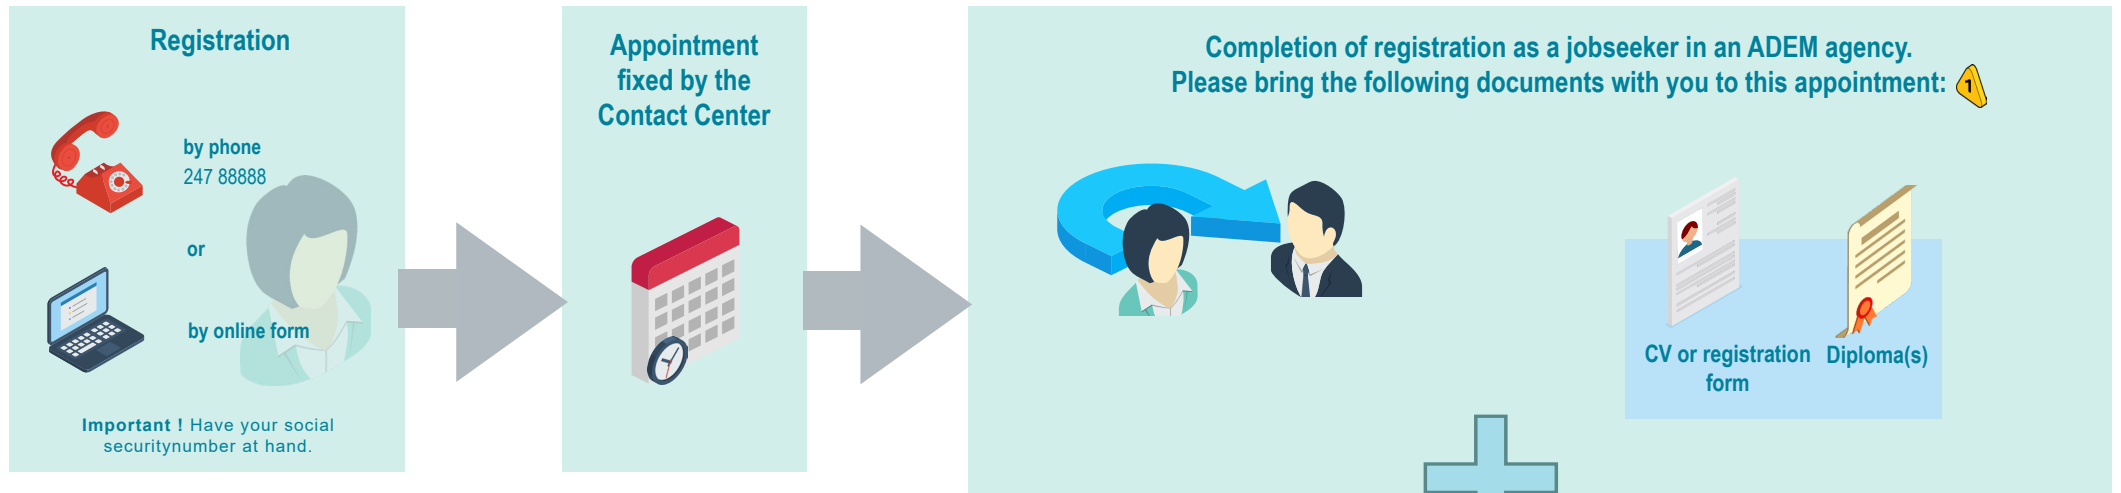 Registration
by phone
247 88888
or
by online form
Important ! Have your social
securitynumber at hand.
Appointment
fixed by the
Contact Center
Completion of registration as a jobseeker in an ADEM agency.
Please bring the following documents with you to this appointment: 1
CV or registration
form
Diploma(s)